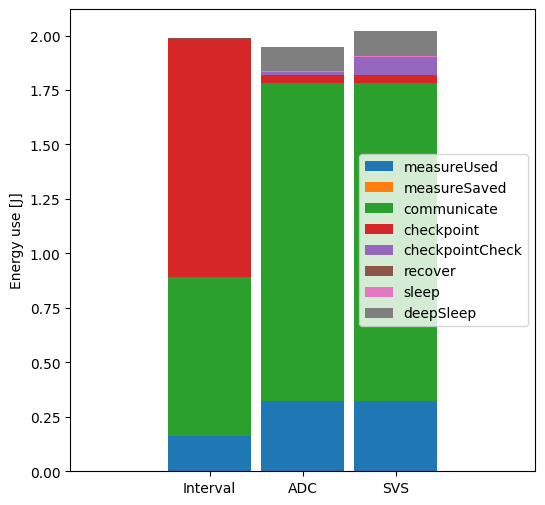 Energy use [J]
2.00
1.75
1.50
1.25
1.00
0.75
0.50
0.25
0.00
Interval
ADC
SVS
measureUsed
measureSaved
communicate
checkpoint
checkpointCheck
recover
sleep
deepSleep